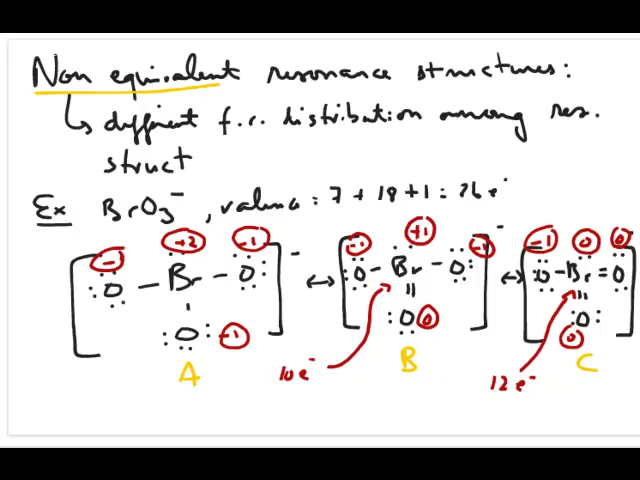 Non equivalent resonance structures:
↳ different f.c. distribution among res.
struct
Ex BrO3⁻, valence: 7 + 18 + 1 = 26 e⁻
- +2 -1 ⁻ -1 +1 -1 ⁻ -1 0 0
[:O - Br - O:] ↔ [:O - Br - O:] ↔ [:O - Br = O]
:O: -1 :O 0 :O: 0
10 e⁻ 12 e⁻
A B C